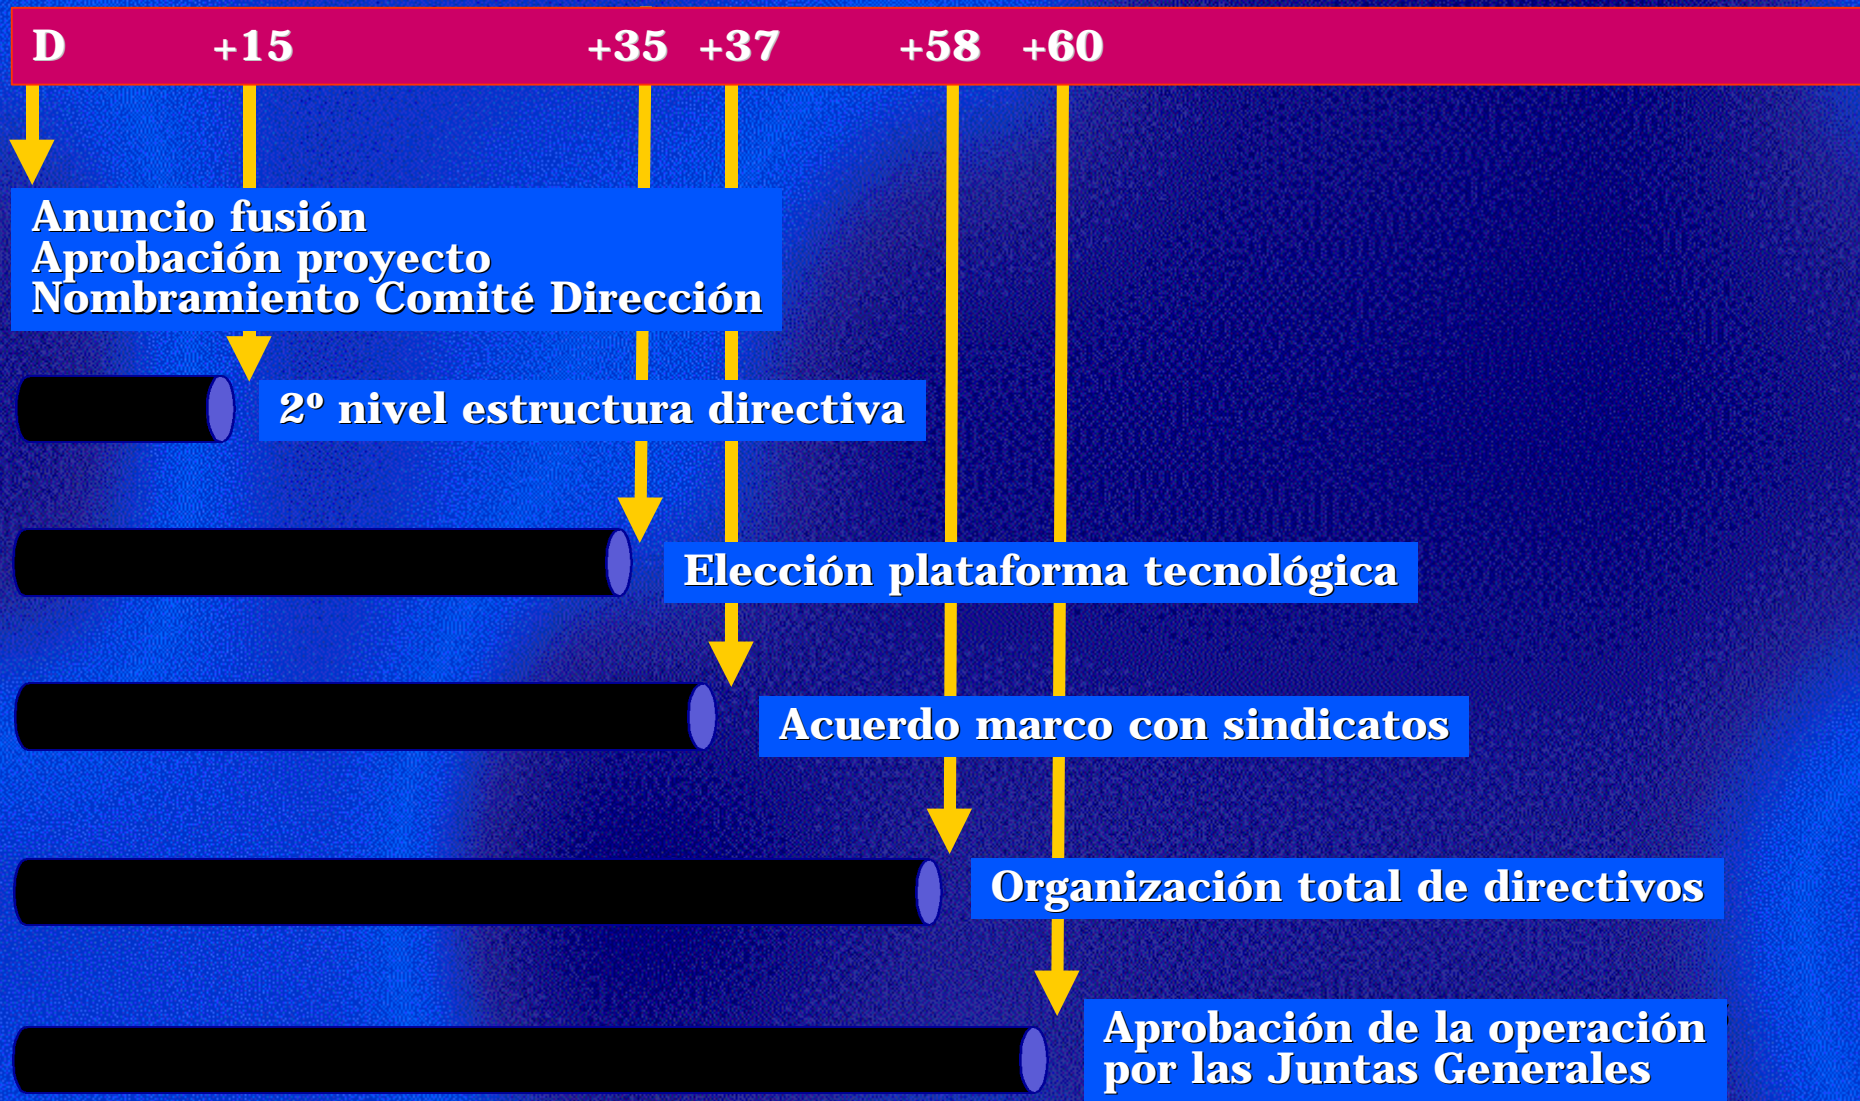 D +15 +35 +37 +58 +60
Anuncio fusión
Aprobación proyecto
Nombramiento Comité Dirección
2º nivel estructura directiva
Elección plataforma tecnológica
Acuerdo marco con sindicatos
Organización total de directivos
Aprobación de la operación
por las Juntas Generales